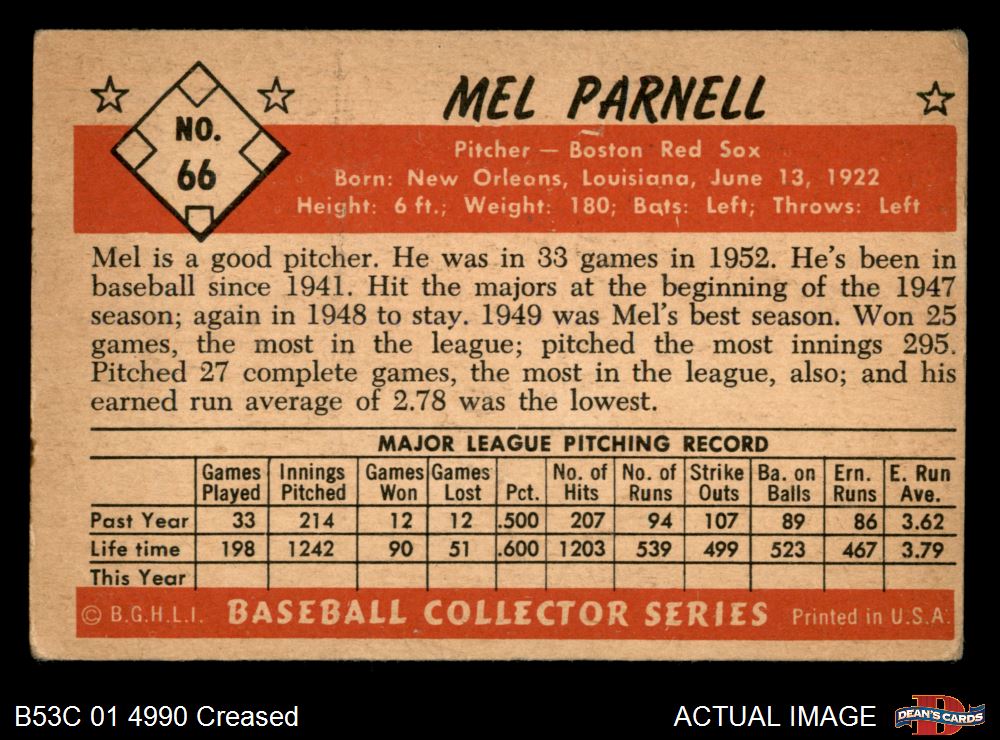 NO.
66
MEL PARNELL
Pitcher — Boston Red Sox
Born: New Orleans, Louisiana, June 13, 1922
Height: 6 ft.; Weight: 180; Bats: Left; Throws: Left
Mel is a good pitcher. He was in 33 games in 1952. He's been in
baseball since 1941. Hit the majors at the beginning of the 1947
season; again in 1948 to stay. 1949 was Mel's best season. Won 25
games, the most in the league; pitched the most innings 295.
Pitched 27 complete games, the most in the league, also; and his
earned run average of 2.78 was the lowest.
MAJOR LEAGUE PITCHING RECORD
Games Innings Games Games No. of No. of Strike Ba. on Ern. E. Run
Played Pitched Won Lost Pct. Hits Runs Outs Balls Runs Ave.
Past Year 33 214 12 12 .500 207 94 107 89 86 3.62
Life time 198 1242 90 51 .600 1203 539 499 523 467 3.79
This Year
© B.G.H.L.I. BASEBALL COLLECTOR SERIES Printed in U.S.A.
B53C 01 4990 Creased ACTUAL IMAGE DEAN'S CARDS